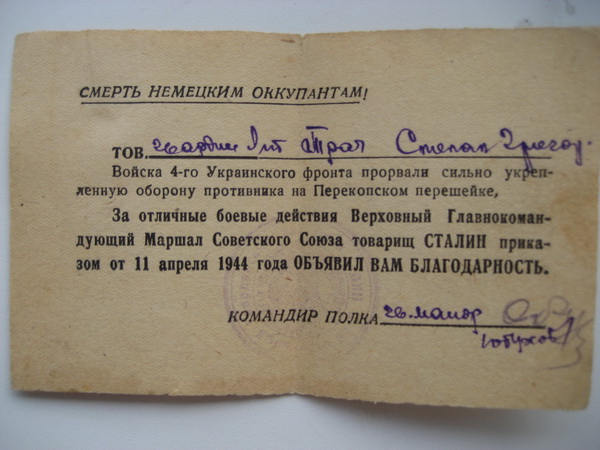 СМЕРТЬ НЕМЕЦКИМ ОККУПАНТАМ!
ТОВ. гвардии Трач Степан
Войска 4-го Украинского фронта прорвали сильно укреп-
ленную оборону противника на Перекопском перешейке,
За отличные боевые действия Верховный Главнокоман-
дующий Маршал Советского Союза товарищ СТАЛИН прика-
зом от 11 апреля 1944 года ОБЪЯВИЛ ВАМ БЛАГОДАРНОСТЬ.
КОМАНДИР ПОЛКА гв. майор